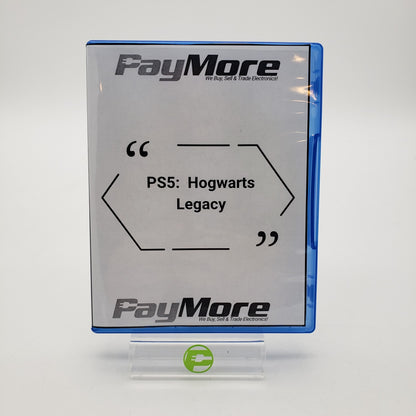 PayMore
We Buy, Sell & Trade Electronics!
“
PS5: Hogwarts
Legacy
”
PayMore
We Buy, Sell & Trade Electronics!